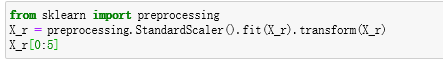 from sklearn import preprocessing
X_r = preprocessing.StandardScaler().fit(X_r).transform(X_r)
X_r[0:5]